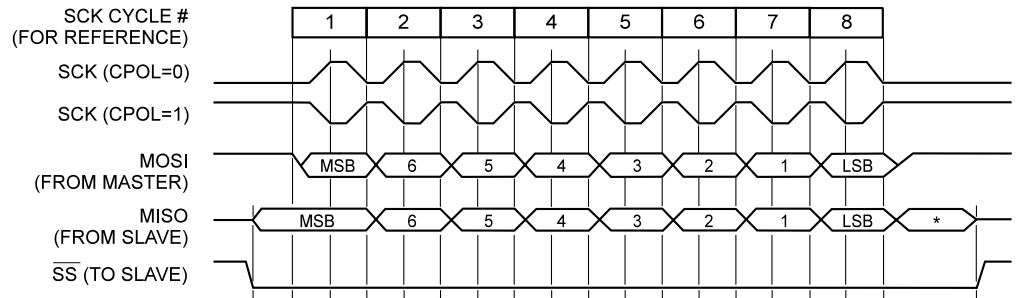 SCK CYCLE # 1 2 3 4 5 6 7 8
(FOR REFERENCE)
SCK (CPOL=0)
SCK (CPOL=1)
MOSI MSB 6 5 4 3 2 1 LSB
(FROM MASTER)
MISO MSB 6 5 4 3 2 1 LSB *
(FROM SLAVE)
SS (TO SLAVE)